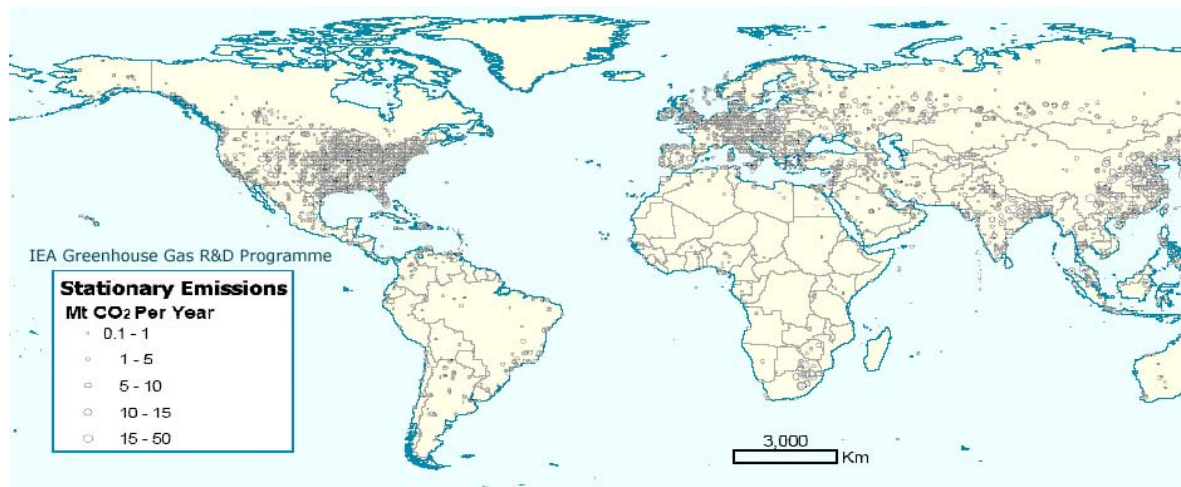 IEA Greenhouse Gas R&D Programme
Stationary Emissions
Mt CO₂ Per Year
0.1 - 1
1 - 5
5 - 10
10 - 15
15 - 50
3,000
Km